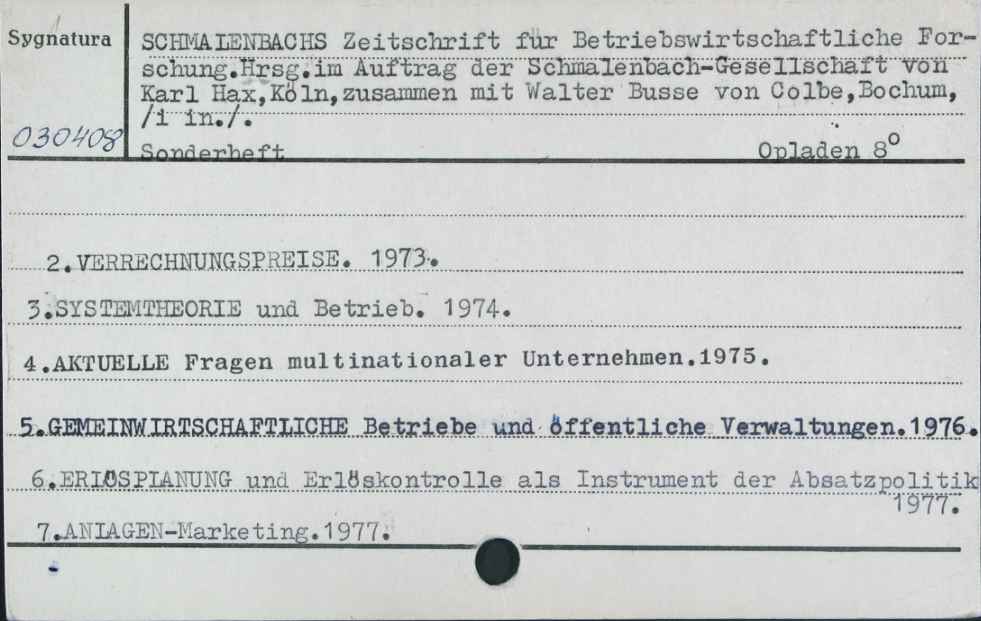 Sygnatura
SCHMALENBACHS Zeitschrift für Betriebswirtschaftliche For-
schung.Hrsg.im Auftrag der Schmalenbach-Gesellschaft von
Karl Hax,Köln,zusammen mit Walter Busse von Colbe,Bochum,
/i in./.
030408
Sonderheft Opladen 8°
2.VERRECHNUNGSPREISE. 1973.
3.SYSTEMTHEORIE und Betrieb. 1974.
4.AKTUELLE Fragen multinationaler Unternehmen.1975.
5.GEMEINWIRTSCHAFTLICHE Betriebe und öffentliche Verwaltungen.1976.
6.ERLÖSPLANUNG und Erlöskontrolle als Instrument der Absatzpolitik
1977.
7.ANLAGEN-Marketing.1977.